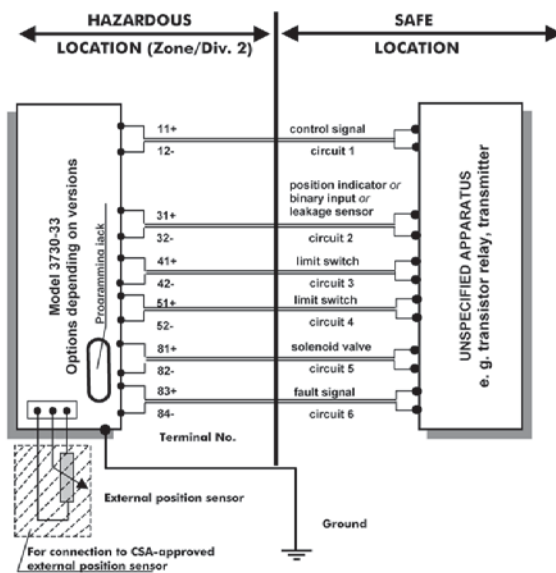 HAZARDOUS
LOCATION (Zone/Div. 2)
SAFE
LOCATION
Model 3730-33
Options depending on versions
Programming jack
11+
12-
control signal
circuit 1
31+
32-
position indicator or
binary input or
leakage sensor
circuit 2
41+
42-
limit switch
circuit 3
51+
52-
limit switch
circuit 4
81+
82-
solenoid valve
circuit 5
83+
84-
fault signal
circuit 6
UNSPECIFIED APPARATUS
e. g. transistor relay, transmitter
Terminal No.
External position sensor
Ground
For connection to CSA-approved
external position sensor